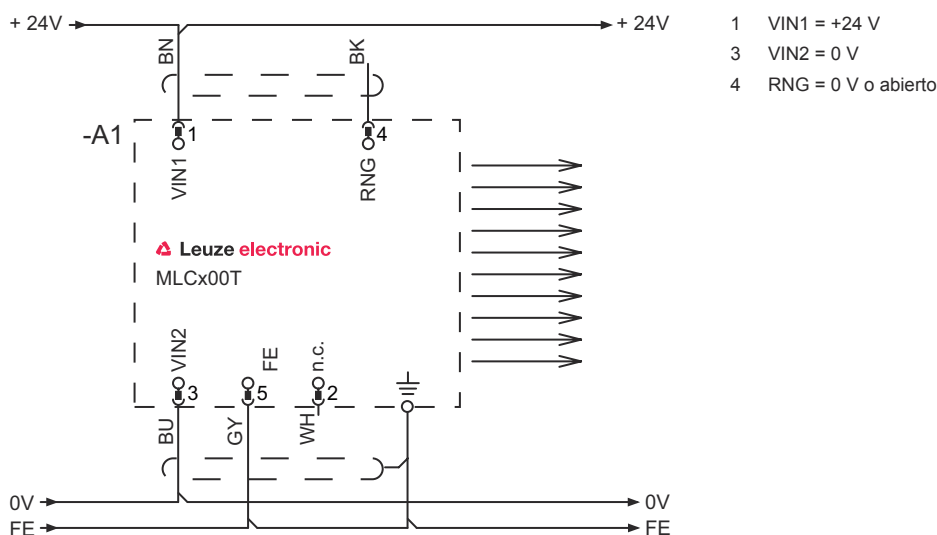 + 24V
+ 24V
BN
BK
-A1
1
4
VIN1
RNG
Leuze electronic
MLCx00T
VIN2
FE
n.c.
3
5
2
BU
GY
WH
0V
0V
FE
FE
1 VIN1 = +24 V
3 VIN2 = 0 V
4 RNG = 0 V o abierto